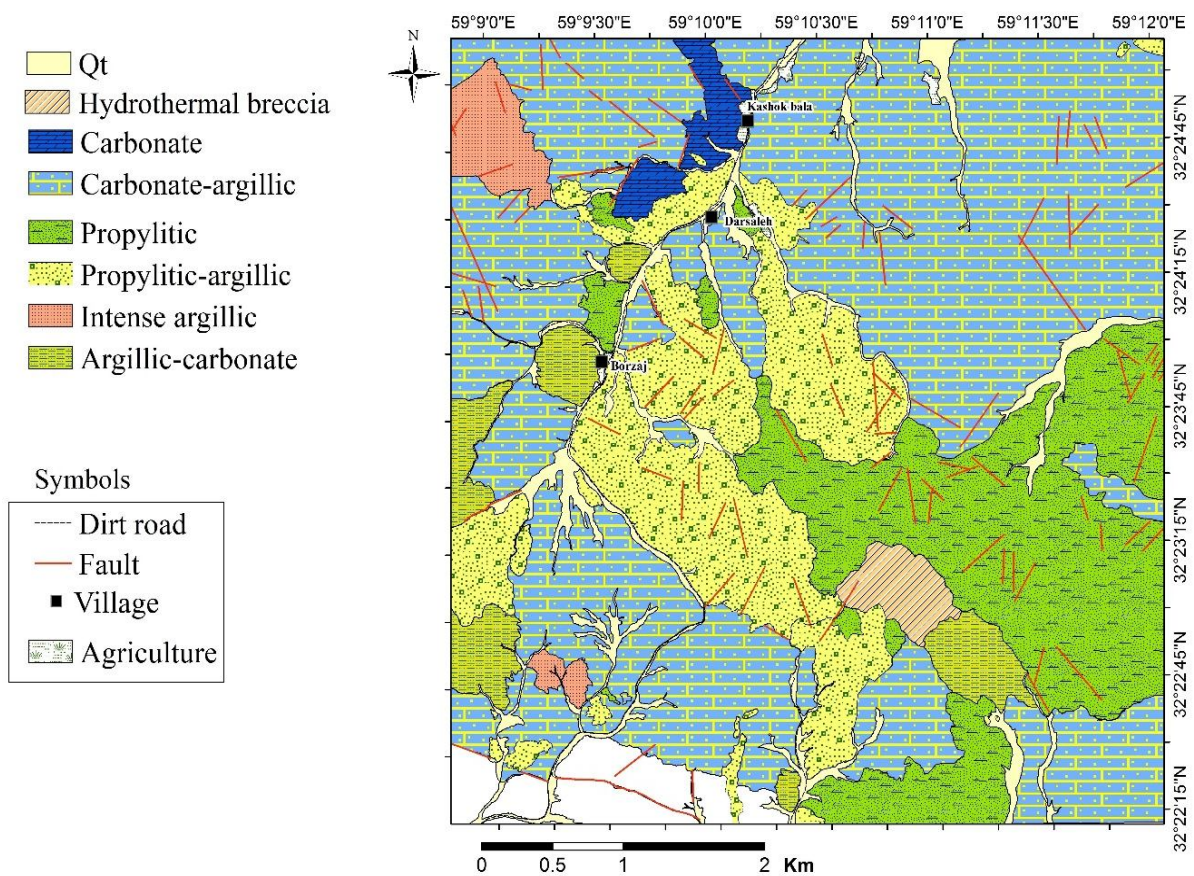 59°9'0"E 59°9'30"E 59°10'0"E 59°10'30"E 59°11'0"E 59°11'30"E 59°12'0"E
N
Qt
Hydrothermal breccia
Carbonate
Carbonate-argillic
Propylitic
Propylitic-argillic
Intense argillic
Argillic-carbonate
Symbols
Dirt road
Fault
Village
Agriculture
Kashok bala
Darsaleh
Borzaj
32°24'45"N
32°24'15"N
32°23'45"N
32°23'15"N
32°22'45"N
32°22'15"N
0 0.5 1 2 Km